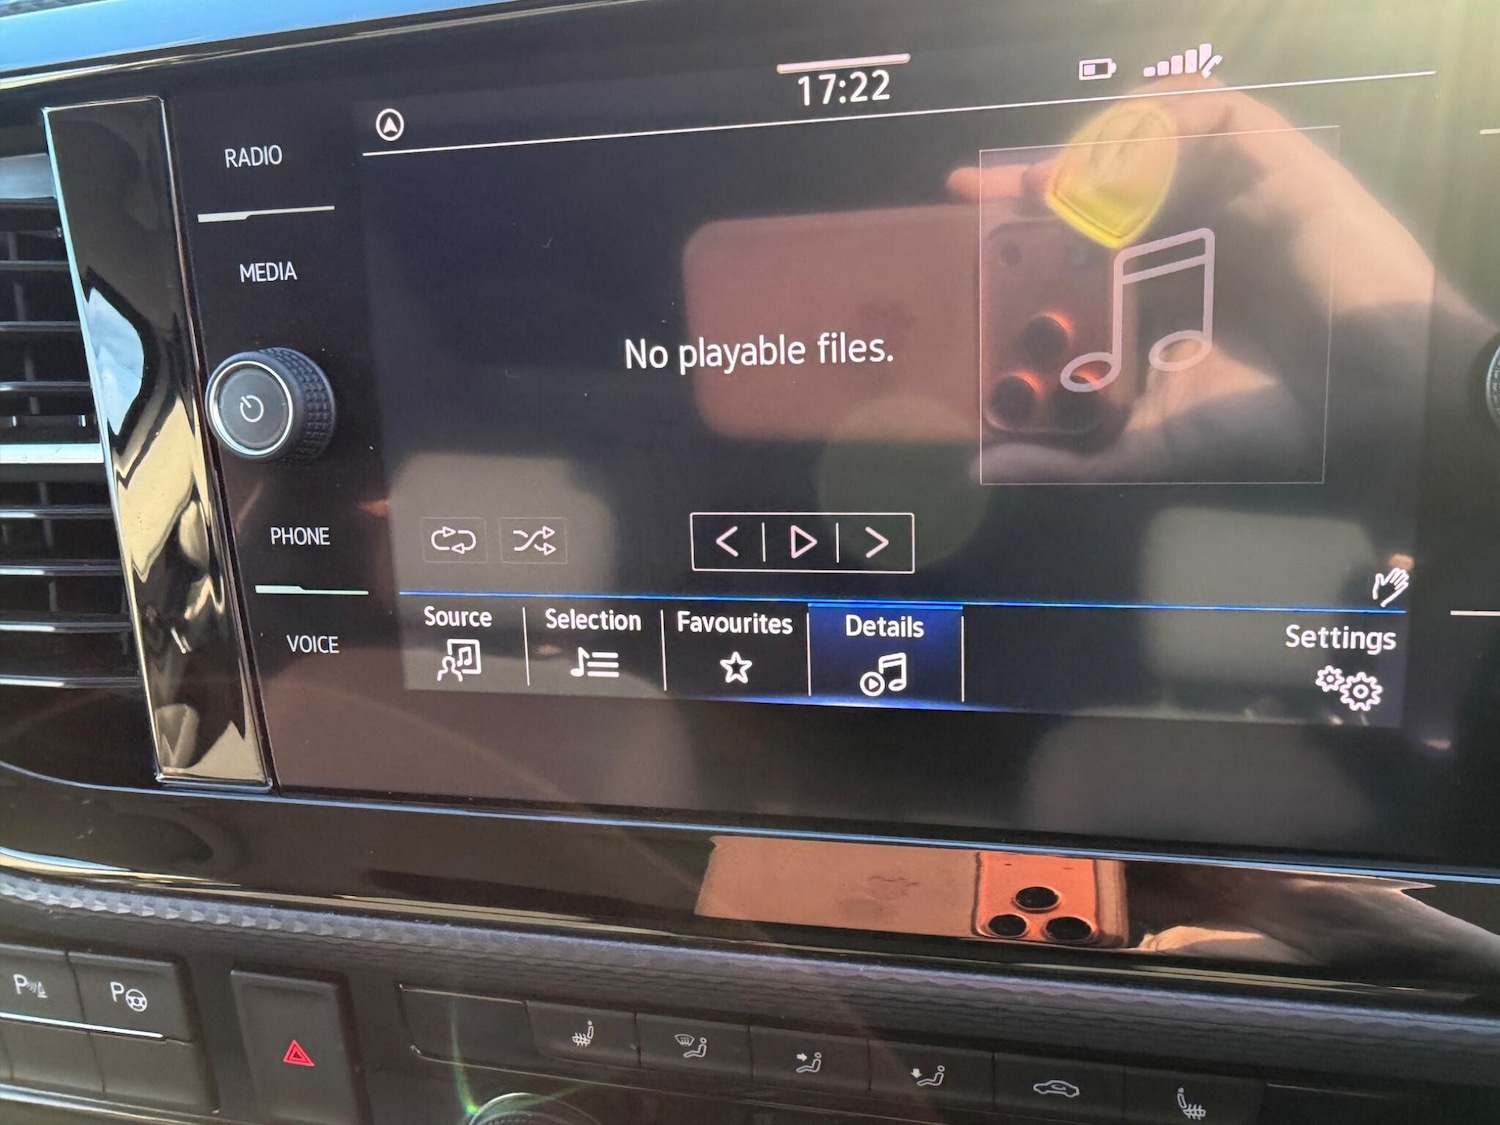 17:22
RADIO
MEDIA
No playable files.
PHONE
VOICE
Source
Selection
Favourites
Details
Settings
P
P